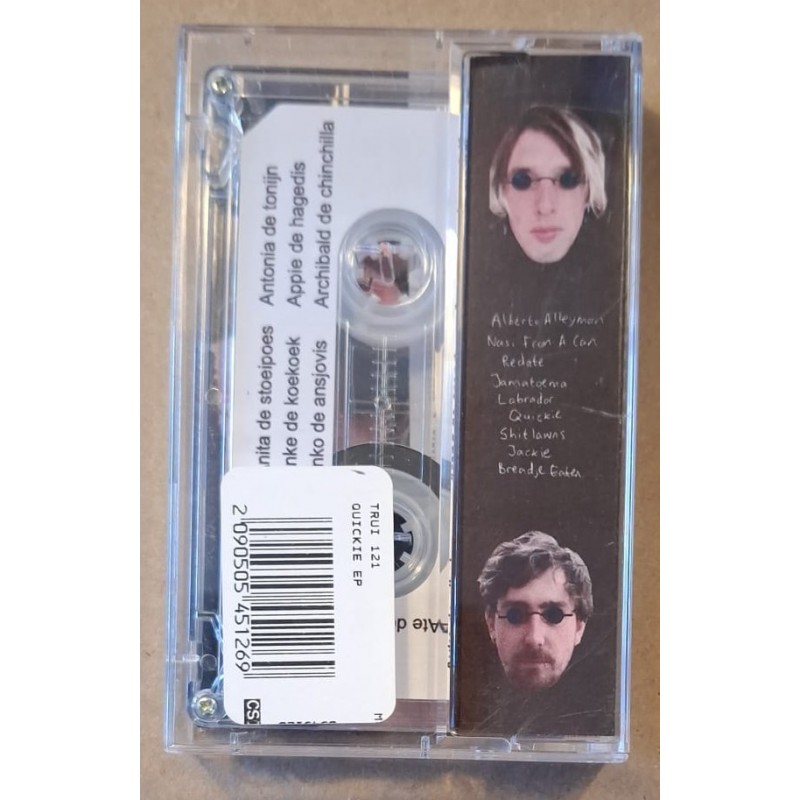 Antonia de tonijn
Appie de hagedis
Archibald de chinchilla
nita de stoeipoes
nke de koekoek
nko de ansjovis
TRUI 121
QUICKIE EP
2 090505 451269
CS
M
Ate d
Alberto Alleyman
Nasi From A Can
Redate
Jamatoema
Labrador
Quickie
Shitlawns
Jackie
Broodje Eaten